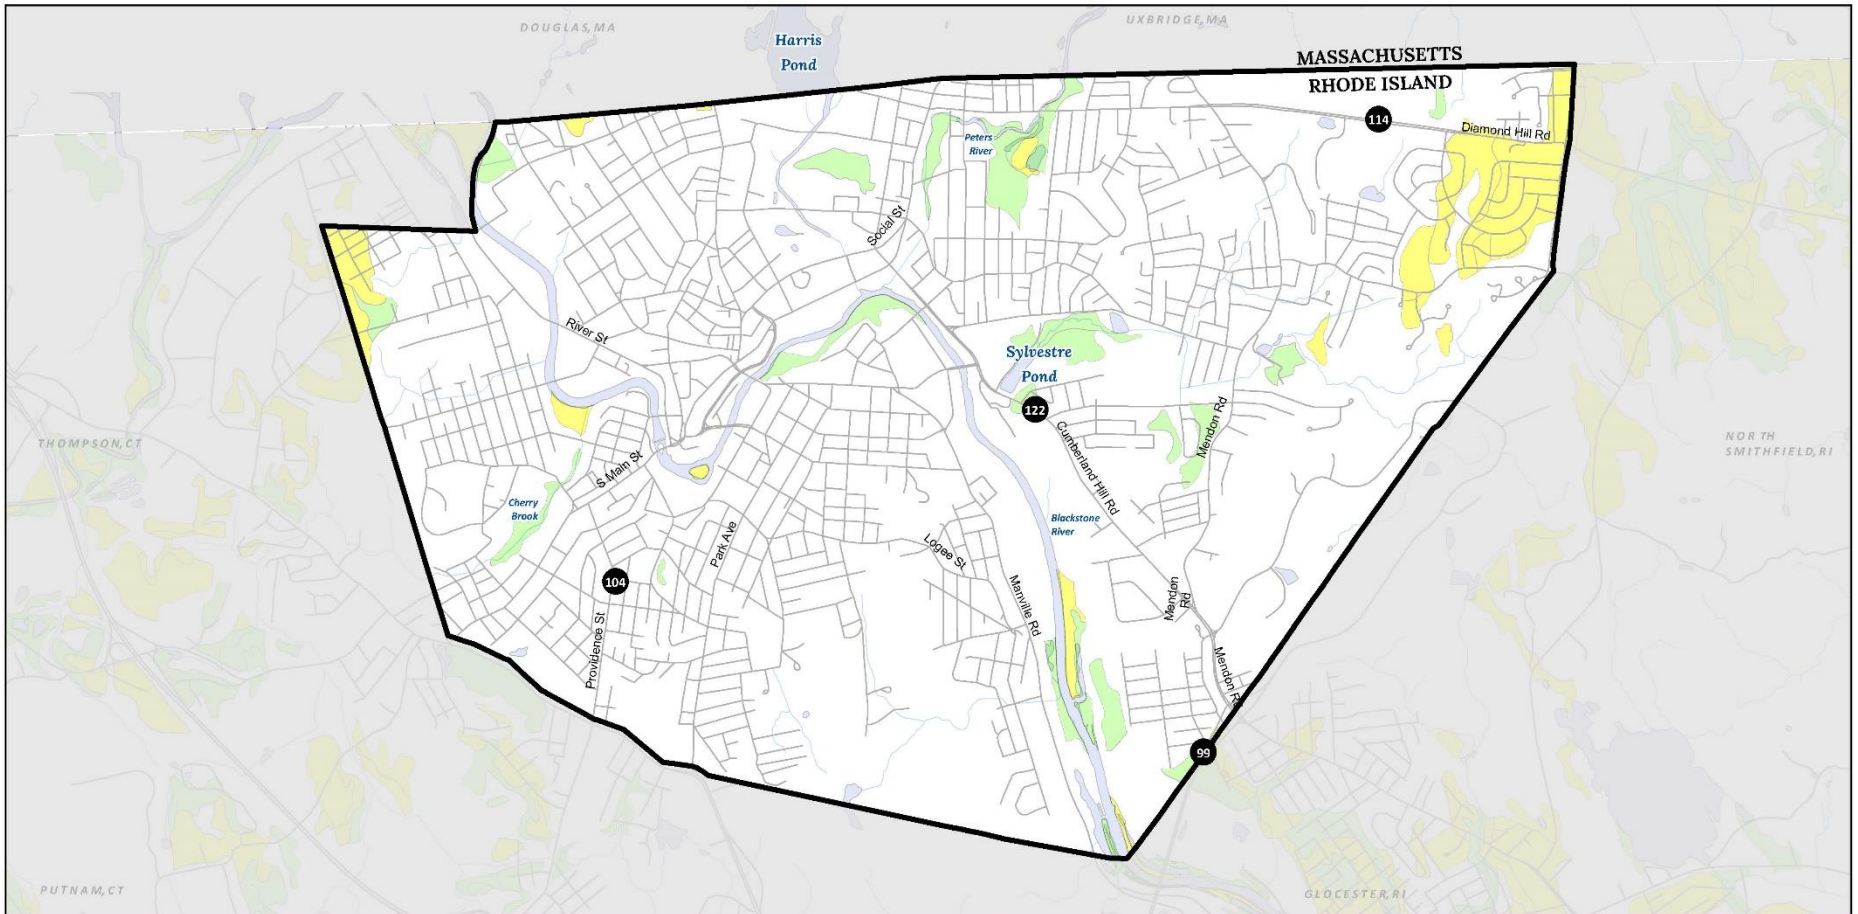 DOUGLAS,MA
UXBRIDGE,MA
Harris
Pond
MASSACHUSETTS
RHODE ISLAND
114
Diamond Hill Rd
Peters
River
Social St
River St
Sylvestre
Pond
122
Mendon Rd
Cumberland Hill Rd
THOMPSON,CT
NORTH
SMITHFIELD,RI
S Main St
Cherry
Brook
Park Ave
Blackstone
River
Logee St
104
Manville Rd
Mendon
Rd
Providence St
Mendon Rd
99
PUTNAM,CT
GLOCESTER,RI